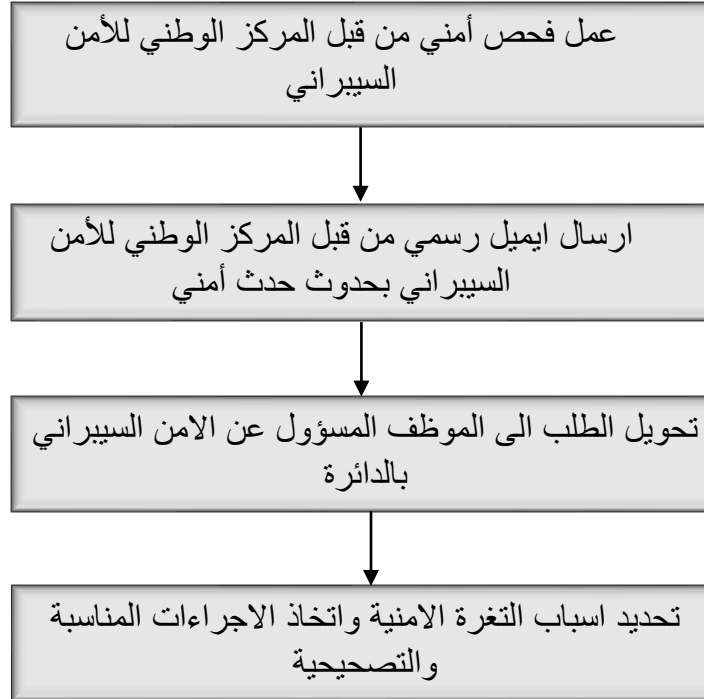 عمل فحص أمني من قبل المركز الوطني للأمن
السيبراني
ارسال ايميل رسمي من قبل المركز الوطني للأمن
السيبراني بحدوث حدث أمني
تحويل الطلب الى الموظف المسؤول عن الامن السيبراني
بالدائرة
تحديد اسباب التغرة الامنية واتخاذ الاجراءات المناسبة
والتصحيحية